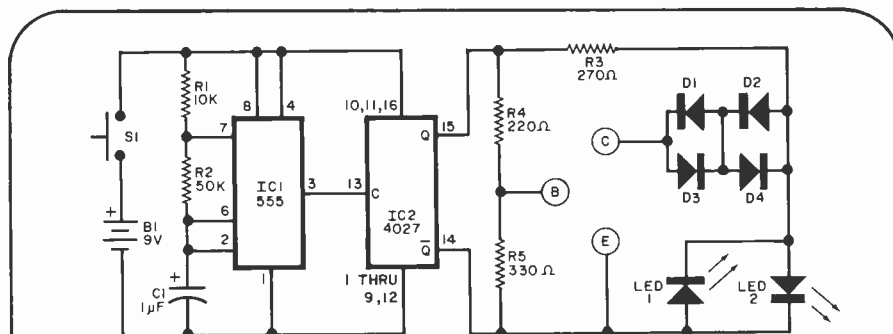 R1
10K
R2
50K
S1
+
B1
9V
+
C1
1µF
8
4
7
6
2
IC1
555
3
1
10,11,16
13
C
Q
15
IC2
4027
Q̅
14
1 THRU
9,12
R3
270Ω
R4
220Ω
B
R5
330Ω
C
E
D1
D2
D3
D4
LED
1
LED
2